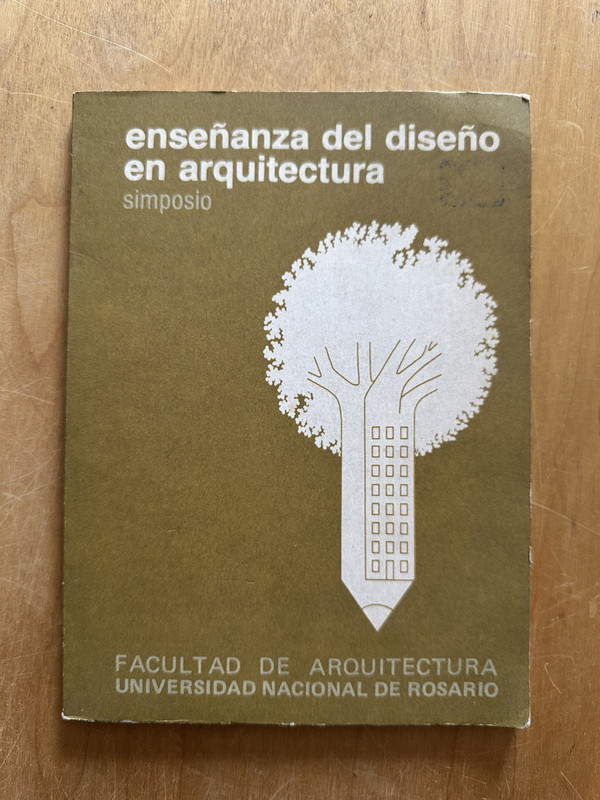 enseñanza del diseño
en arquitectura
simposio
FACULTAD DE ARQUITECTURA
UNIVERSIDAD NACIONAL DE ROSARIO